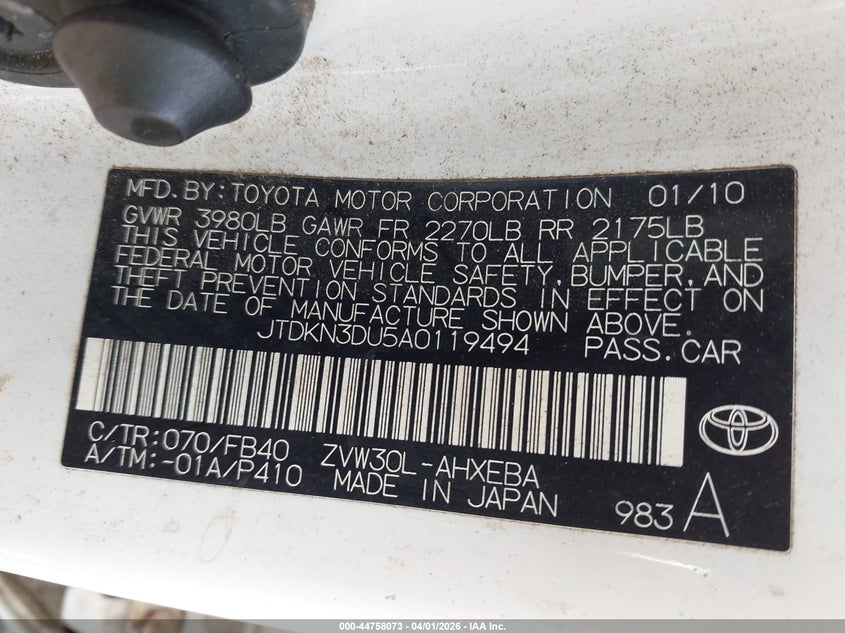 MFD. BY: TOYOTA MOTOR CORPORATION 01/10
GVWR 3980LB GAWR FR 2270LB RR 2175LB
THIS VEHICLE CONFORMS TO ALL APPLICABLE
FEDERAL MOTOR VEHICLE SAFETY, BUMPER, AND
THEFT PREVENTION STANDARDS IN EFFECT ON
THE DATE OF MANUFACTURE SHOWN ABOVE.
JTDKN3DU5A0119494 PASS. CAR
C/TR: 070/FB40 ZVW30L-AHXEBA
A/TM: -01A/P410 MADE IN JAPAN
983 A
000-44758073 - 04/01/2026 - IAA Inc.